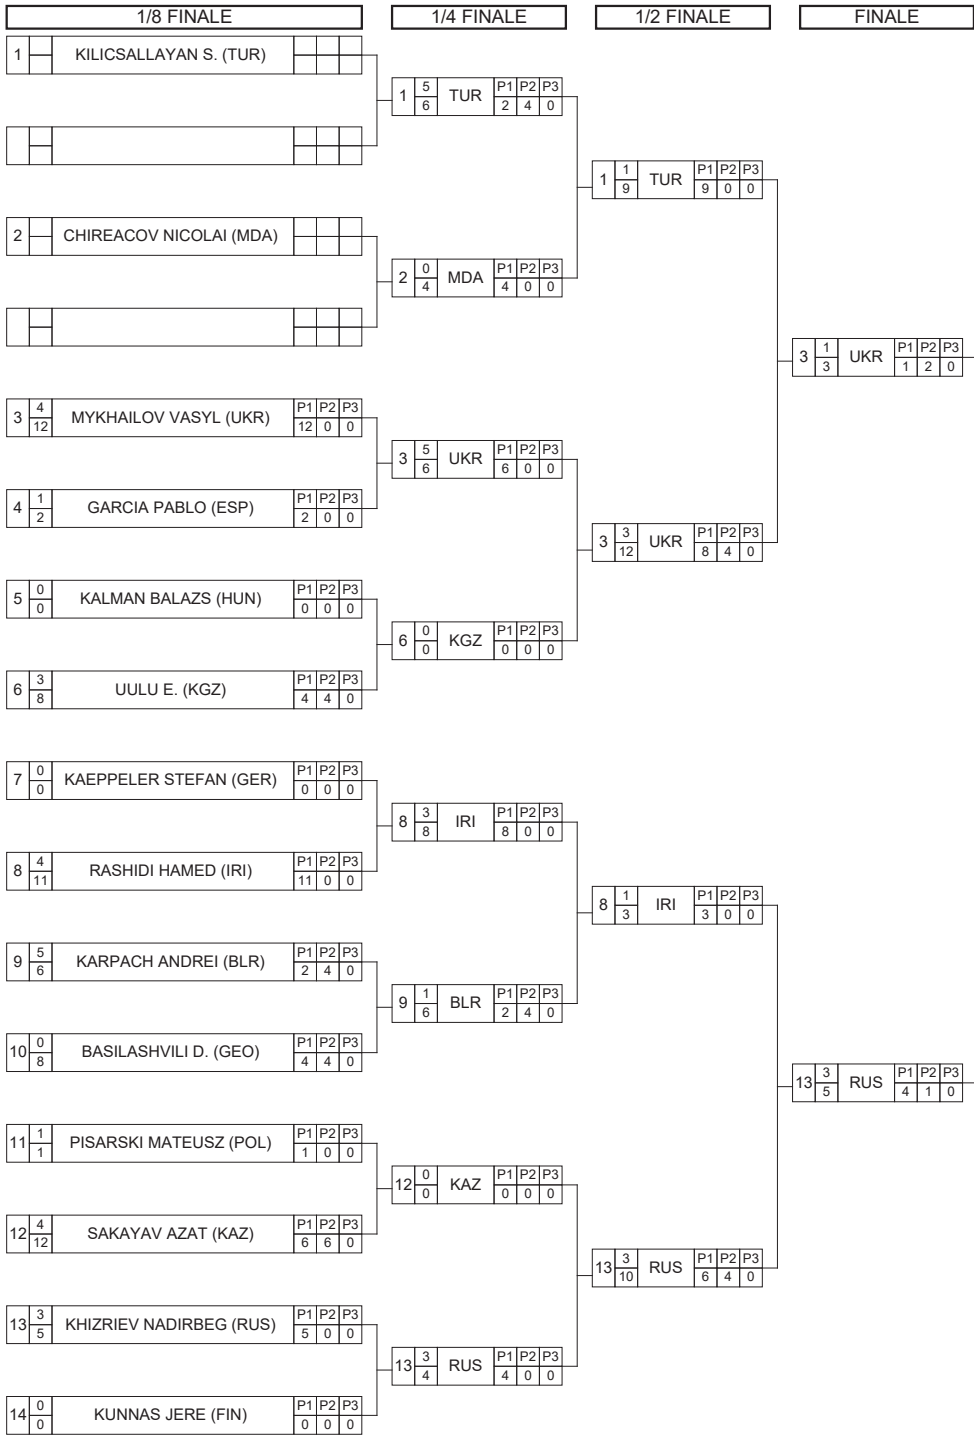 1/8 FINALE 1/4 FINALE 1/2 FINALE FINALE
1 KILICSALLAYAN S. (TUR)
1 5 TUR P1 P2 P3
6 2 4 0
1 1 TUR P1 P2 P3
9 9 0 0
2 CHIREACOV NICOLAI (MDA)
2 0 MDA P1 P2 P3
4 4 0 0
3 1 UKR P1 P2 P3
3 1 2 0
3 4 MYKHAILOV VASYL (UKR) P1 P2 P3
12 12 0 0
3 5 UKR P1 P2 P3
6 6 0 0
4 1 GARCIA PABLO (ESP) P1 P2 P3
2 2 0 0
3 3 UKR P1 P2 P3
12 8 4 0
5 0 KALMAN BALAZS (HUN) P1 P2 P3
0 0 0 0
6 0 KGZ P1 P2 P3
0 0 0 0
6 3 UULU E. (KGZ) P1 P2 P3
8 4 4 0
7 0 KAEPPELER STEFAN (GER) P1 P2 P3
0 0 0 0
8 3 IRI P1 P2 P3
8 8 0 0
8 4 RASHIDI HAMED (IRI) P1 P2 P3
11 11 0 0
8 1 IRI P1 P2 P3
3 3 0 0
9 5 KARPACH ANDREI (BLR) P1 P2 P3
6 2 4 0
9 1 BLR P1 P2 P3
6 2 4 0
10 0 BASILASHVILI D. (GEO) P1 P2 P3
8 4 4 0
13 3 RUS P1 P2 P3
5 4 1 0
11 1 PISARSKI MATEUSZ (POL) P1 P2 P3
1 1 0 0
12 0 KAZ P1 P2 P3
0 0 0 0
12 4 SAKAYAV AZAT (KAZ) P1 P2 P3
12 6 6 0
13 3 RUS P1 P2 P3
10 6 4 0
13 3 KHIZRIEV NADIRBEG (RUS) P1 P2 P3
5 5 0 0
13 3 RUS P1 P2 P3
4 4 0 0
14 0 KUNNAS JERE (FIN) P1 P2 P3
0 0 0 0